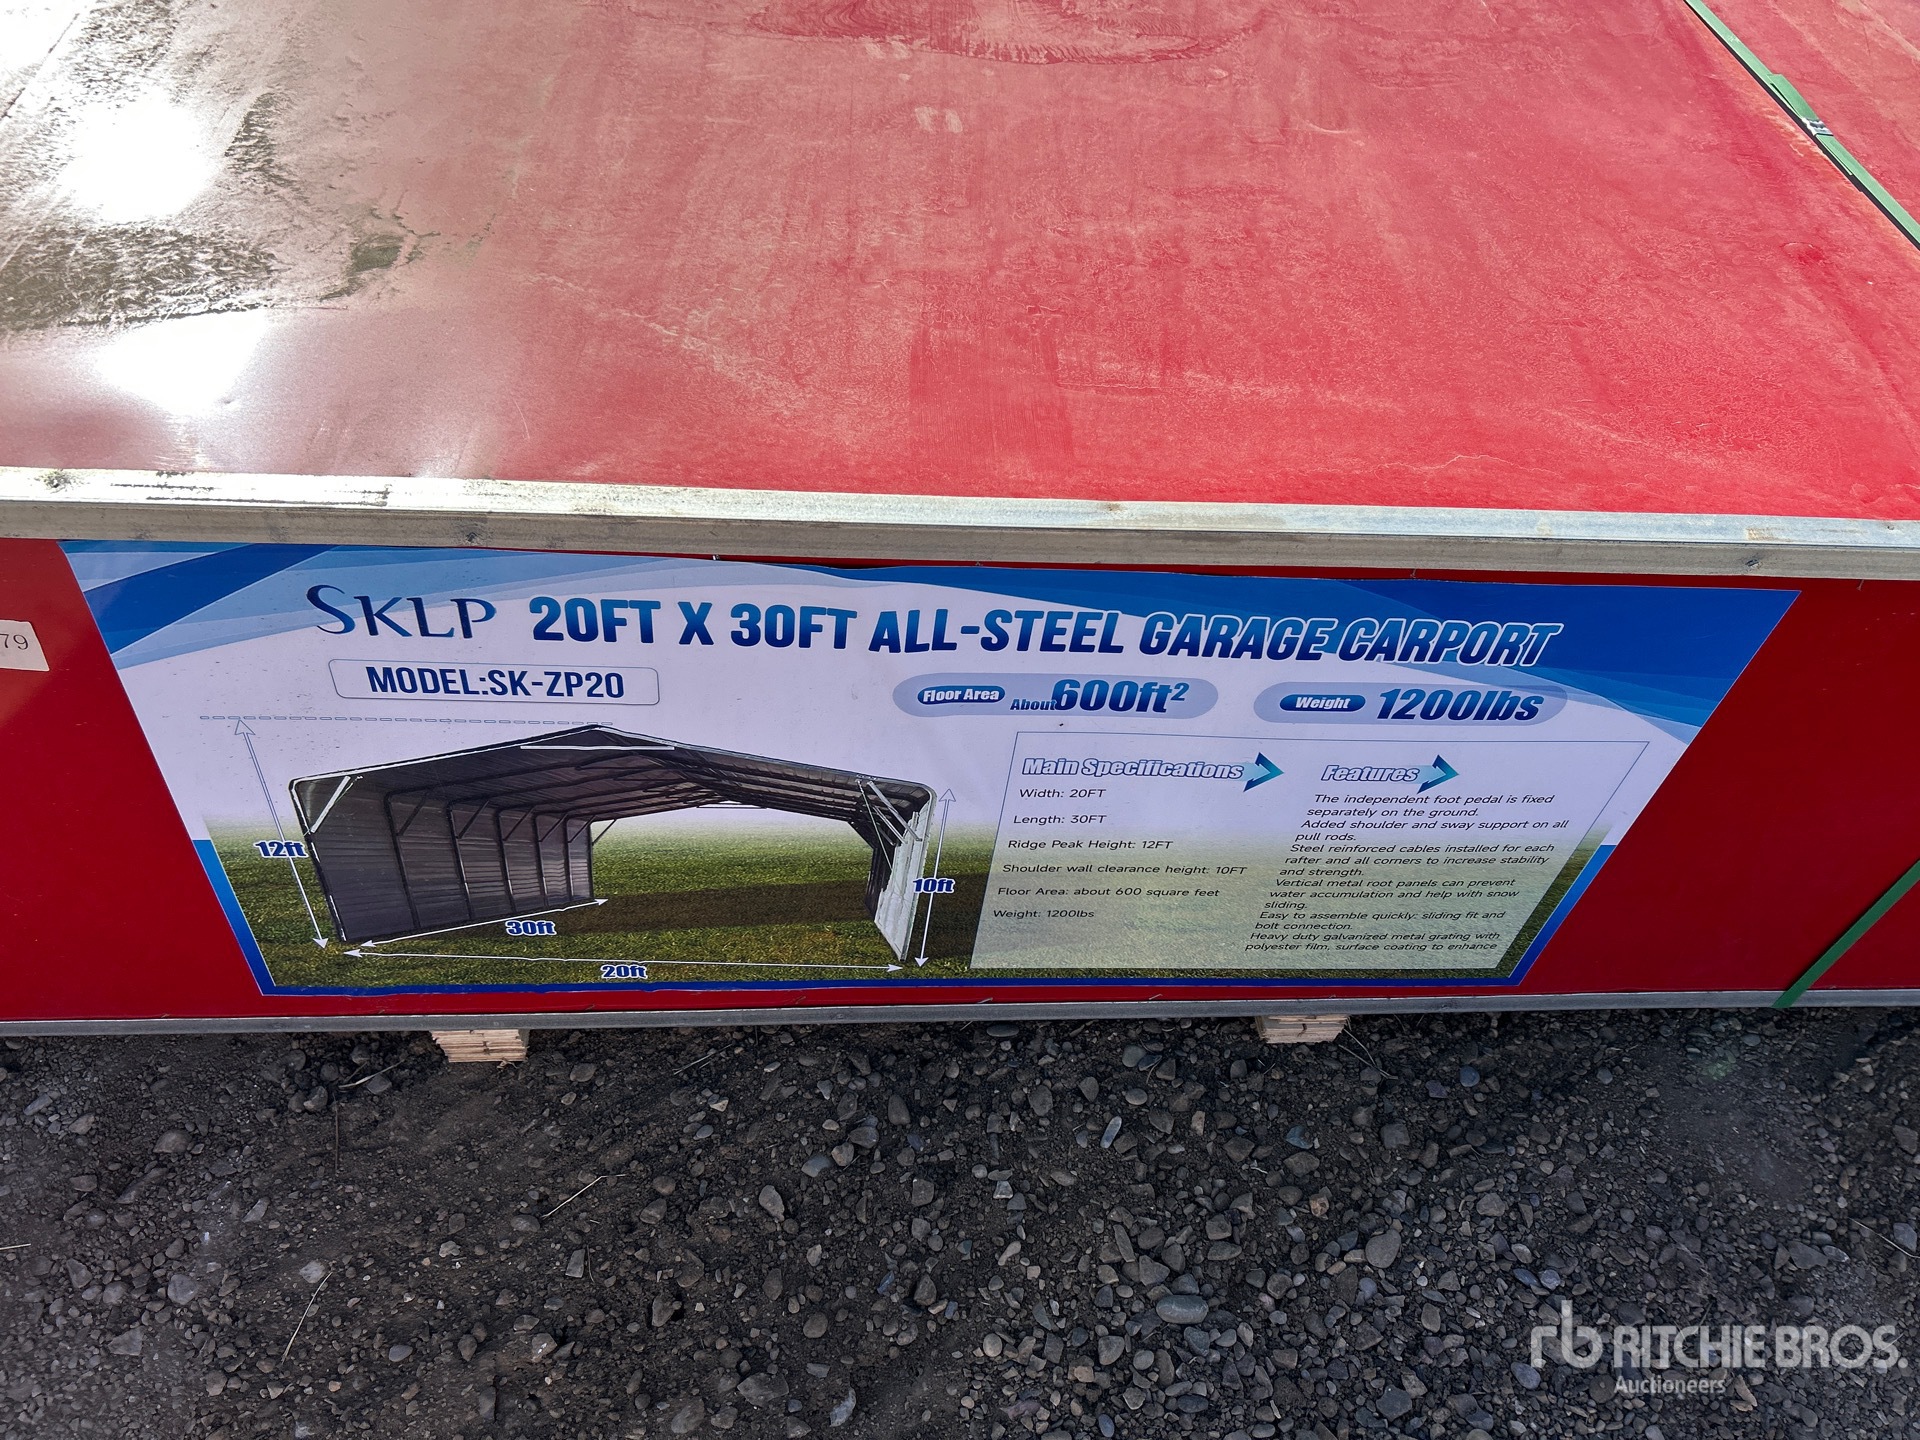 79
SKLP 20FT X 30FT ALL-STEEL GARAGE CARPORT
MODEL:SK-ZP20
Floor Area About 600ft²
Weight 1200lbs
12ft
30ft
20ft
10ft
SKLP
Main Specifications
Width: 20FT
Length: 30FT
Ridge Peak Height: 12FT
Shoulder wall clearance height: 10FT
Floor Area: about 600 square feet
Weight: 1200lbs
Features
The independent foot pedal is fixed
separately on the ground.
Added shoulder and sway support on all
pull rods.
Steel reinforced cables installed for each
rafter and all corners to increase stability
and strength.
Vertical metal root panels can prevent
water accumulation and help with snow
sliding.
Easy to assemble quickly: sliding fit and
bolt connection.
Heavy duty galvanized metal grating with
polyester film, surface coating to enhance
rb RITCHIE BROS.
Auctioneers